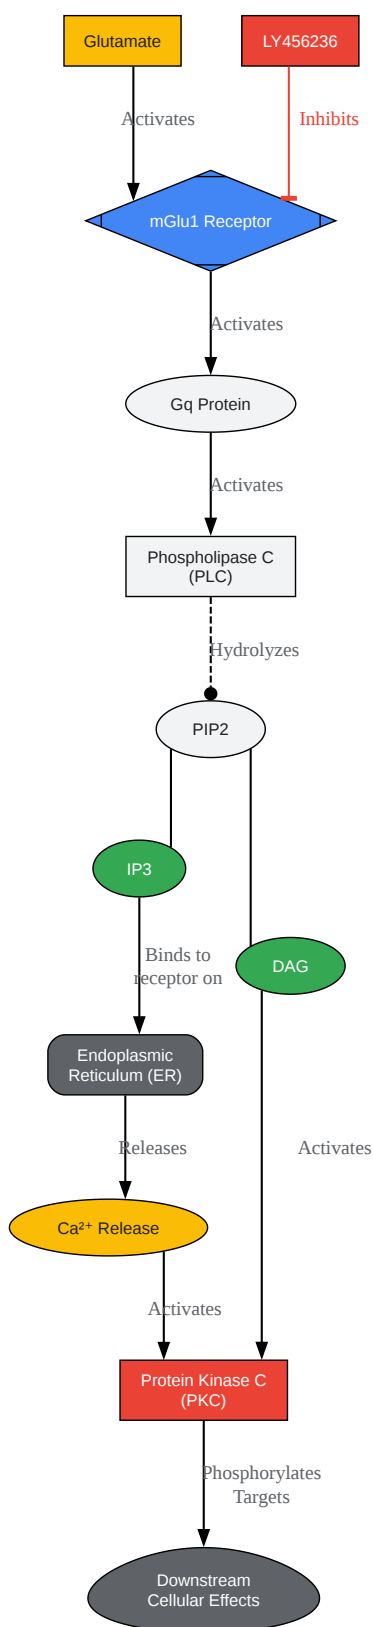 Glutamate
LY456236
Activates
Inhibits
mGlu1 Receptor
Activates
Gq Protein
Activates
Phospholipase C
(PLC)
Hydrolyzes
PIP2
IP3
Binds to
receptor on
DAG
Endoplasmic
Reticulum (ER)
Releases
Activates
Ca²⁺ Release
Activates
Protein Kinase C
(PKC)
Phosphorylates
Targets
Downstream
Cellular Effects